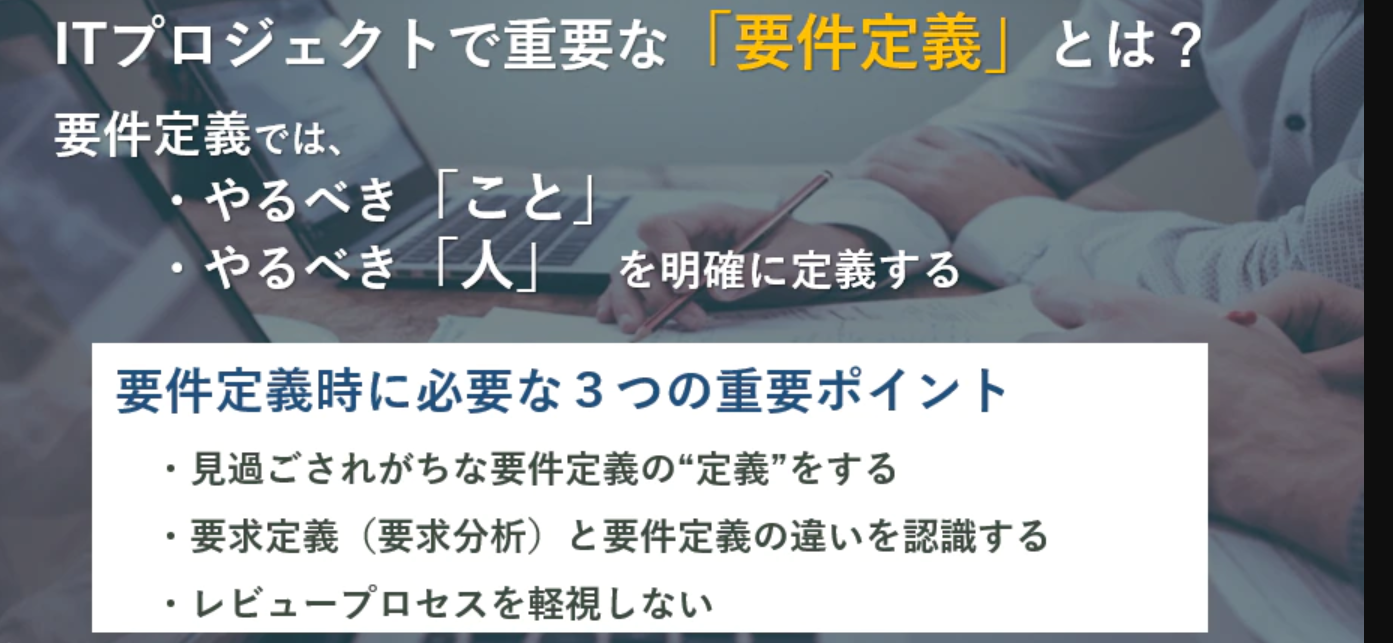 ITプロジェクトで重要な「要件定義」とは？
要件定義では、
・やるべき「こと」
・やるべき「人」　を明確に定義する
要件定義時に必要な３つの重要ポイント
・見過ごされがちな要件定義の“定義”をする
・要求定義（要求分析）と要件定義の違いを認識する
・レビュープロセスを軽視しない